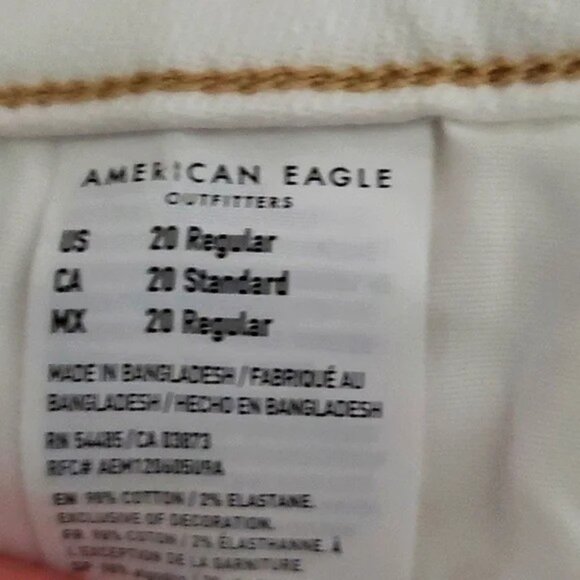 AMERICAN EAGLE
OUTFITTERS
US 20 Regular
CA 20 Standard
MX 20 Regular
MADE IN BANGLADESH / FABRIQUÉ AU
BANGLADESH / HECHO EN BANGLADESH
RN 54485 / CA 03873
RFC# AEM120605U9A
EN 98% COTTON / 2% ELASTANE.
EXCLUSIVE OF DECORATION.
FR 98% COTON / 2% ÉLASTHANNE. À
L'EXCEPTION DE LA GARNITURE.